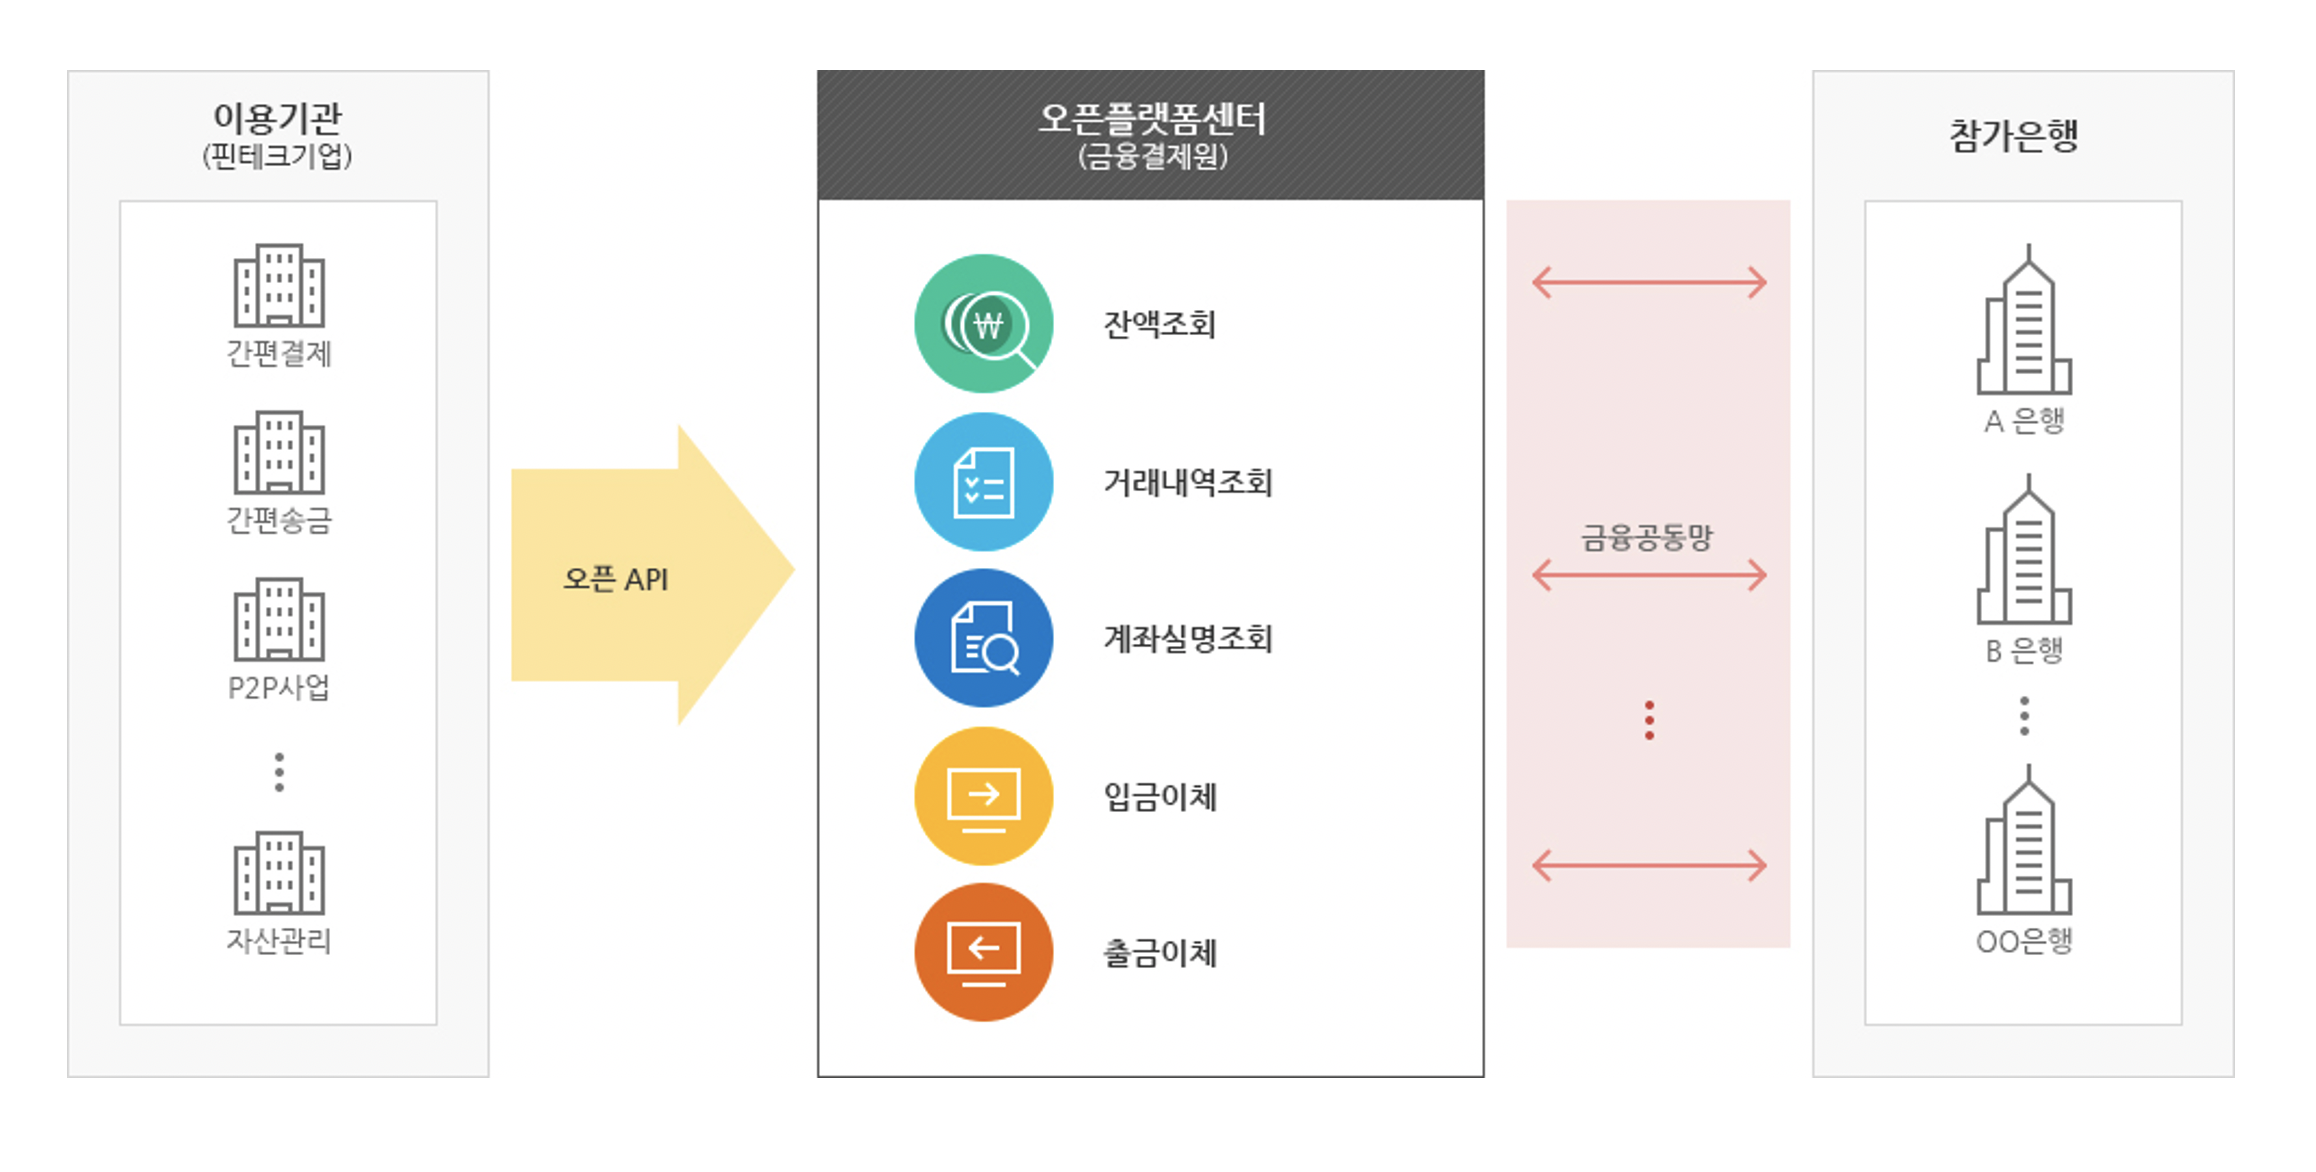 이용기관
(핀테크기업)
간편결제
간편송금
P2P사업
자산관리
오픈 API
오픈플랫폼센터
(금융결제원)
잔액조회
거래내역조회
계좌실명조회
입금이체
출금이체
금융공동망
참가은행
A 은행
B 은행
OO은행